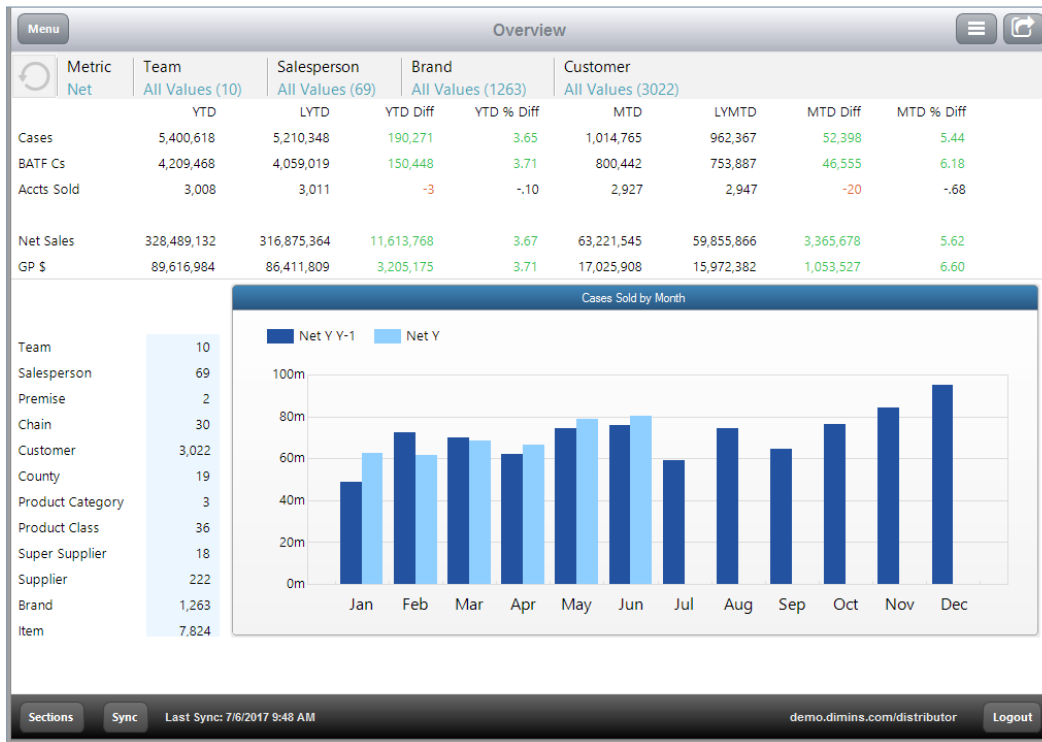 Menu Overview
Metric Team Salesperson Brand Customer
Net All Values (10) All Values (69) All Values (1263) All Values (3022)
YTD LYTD YTD Diff YTD % Diff MTD LYMTD MTD Diff MTD % Diff
Cases 5,400,618 5,210,348 190,271 3.65 1,014,765 962,367 52,398 5.44
BATF Cs 4,209,468 4,059,019 150,448 3.71 800,442 753,887 46,555 6.18
Accts Sold 3,008 3,011 -3 -.10 2,927 2,947 -20 -.68
Net Sales 328,489,132 316,875,364 11,613,768 3.67 63,221,545 59,855,866 3,365,678 5.62
GP $ 89,616,984 86,411,809 3,205,175 3.71 17,025,908 15,972,382 1,053,527 6.60
Team 10
Salesperson 69
Premise 2
Chain 30
Customer 3,022
County 19
Product Category 3
Product Class 36
Super Supplier 18
Supplier 222
Brand 1,263
Item 7,824
Cases Sold by Month
Net Y Y-1 Net Y
100m
80m
60m
40m
20m
0m
Jan Feb Mar Apr May Jun Jul Aug Sep Oct Nov Dec
Sections Sync Last Sync: 7/6/2017 9:48 AM demo.dimins.com/distributor Logout